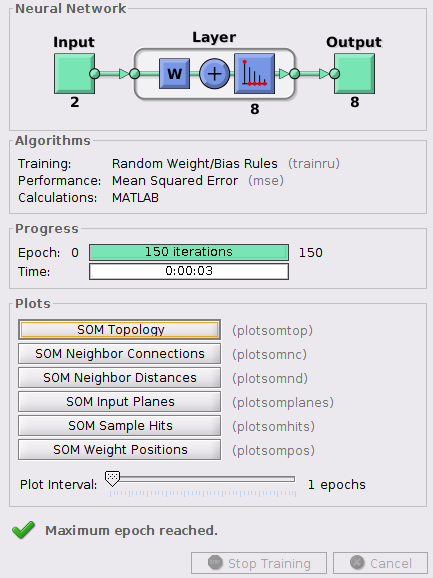 Neural Network
Input
Layer
Output
W
+
2
8
8
Algorithms
Training: Random Weight/Bias Rules (trainru)
Performance: Mean Squared Error (mse)
Calculations: MATLAB
Progress
Epoch: 0 150 iterations 150
Time: 0:00:03
Plots
SOM Topology (plotsomtop)
SOM Neighbor Connections (plotsomnc)
SOM Neighbor Distances (plotsomnd)
SOM Input Planes (plotsomplanes)
SOM Sample Hits (plotsomhits)
SOM Weight Positions (plotsompos)
Plot Interval: 1 epochs
Maximum epoch reached.
Stop Training Cancel